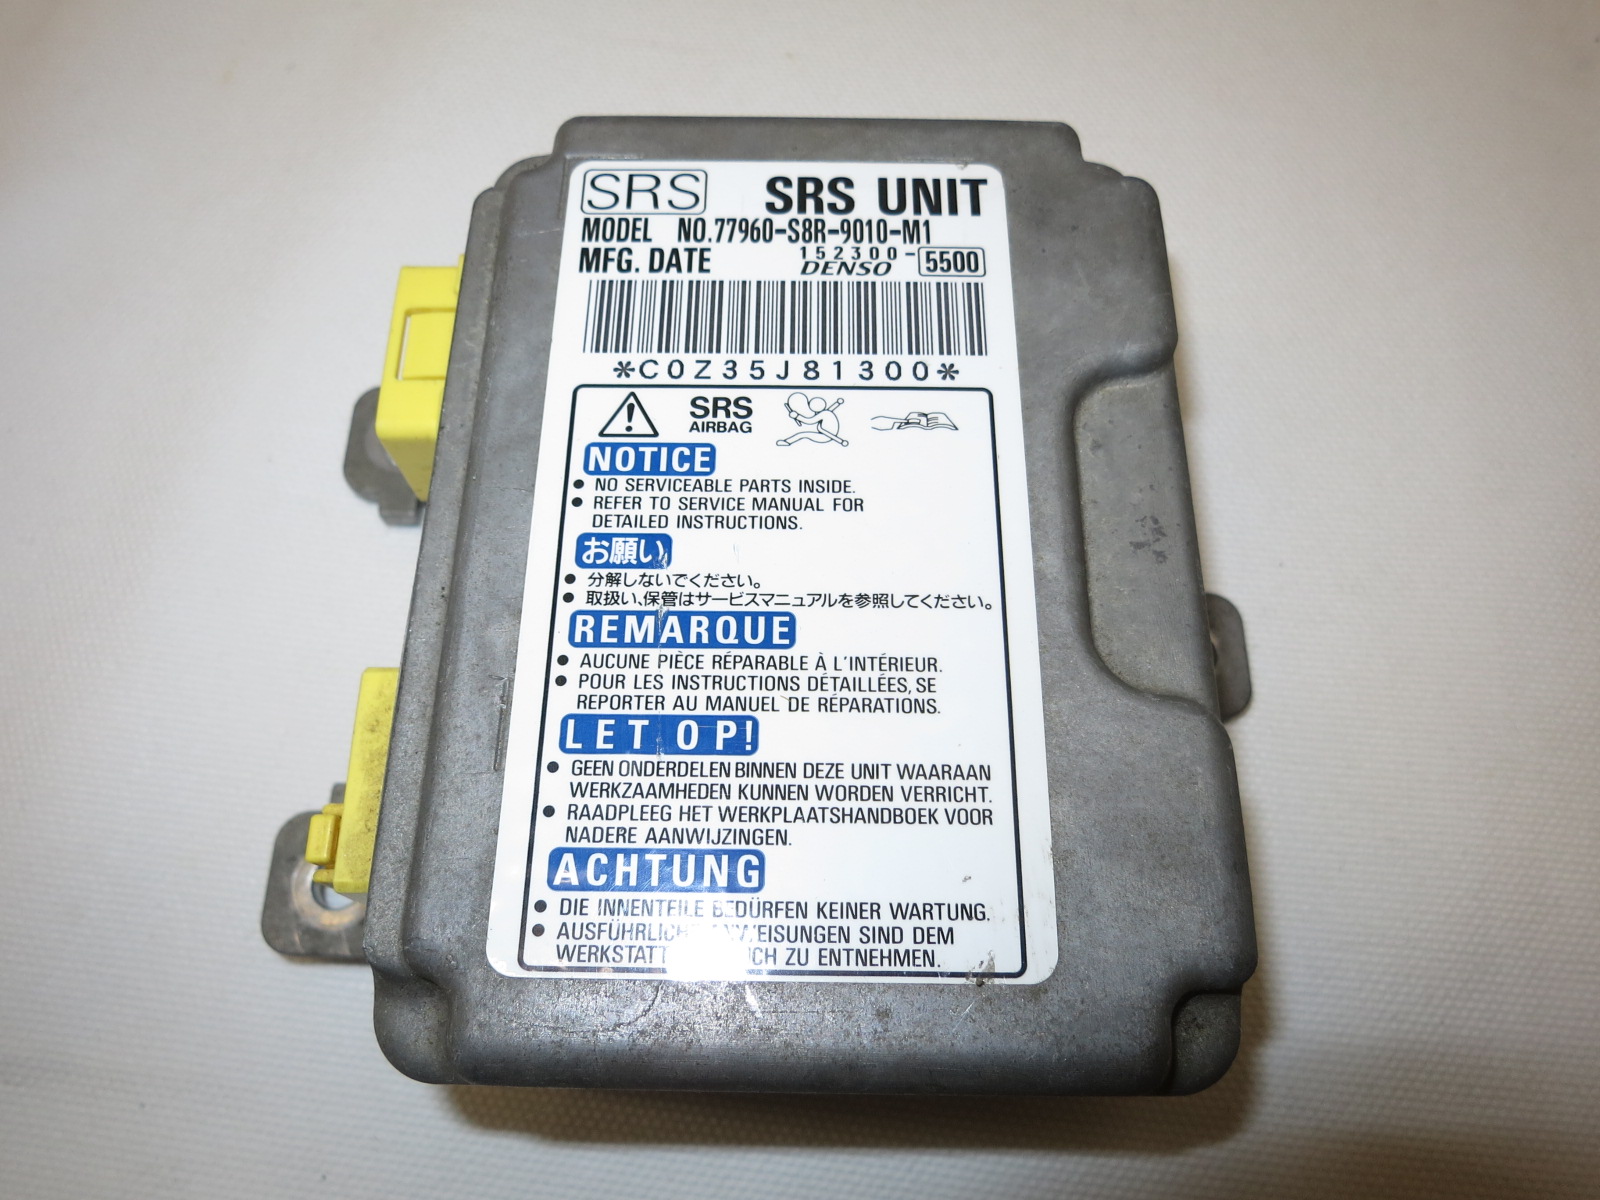 SRS SRS UNIT
MODEL NO.77960-S8R-9010-M1
MFG. DATE 152300-5500
DENSO
*C0Z35J81300*
SRS
AIRBAG
NOTICE
● NO SERVICEABLE PARTS INSIDE.
● REFER TO SERVICE MANUAL FOR
DETAILED INSTRUCTIONS.
お願い
● 分解しないでください。
● 取扱い、保管はサービスマニュアルを参照してください。
REMARQUE
● AUCUNE PIÈCE RÉPARABLE À L'INTÉRIEUR.
● POUR LES INSTRUCTIONS DÉTAILLÉES, SE
REPORTER AU MANUEL DE RÉPARATIONS.
LET OP!
● GEEN ONDERDELEN BINNEN DEZE UNIT WAARAAN
WERKZAAMHEDEN KUNNEN WORDEN VERRICHT.
● RAADPLEEG HET WERKPLAATSHANDBOEK VOOR
NADERE AANWIJZINGEN.
ACHTUNG
● DIE INNENTEILE BEDÜRFEN KEINER WARTUNG.
● AUSFÜHRLICHE ANWEISUNGEN SIND DEM
ZU ENTNEHMEN.